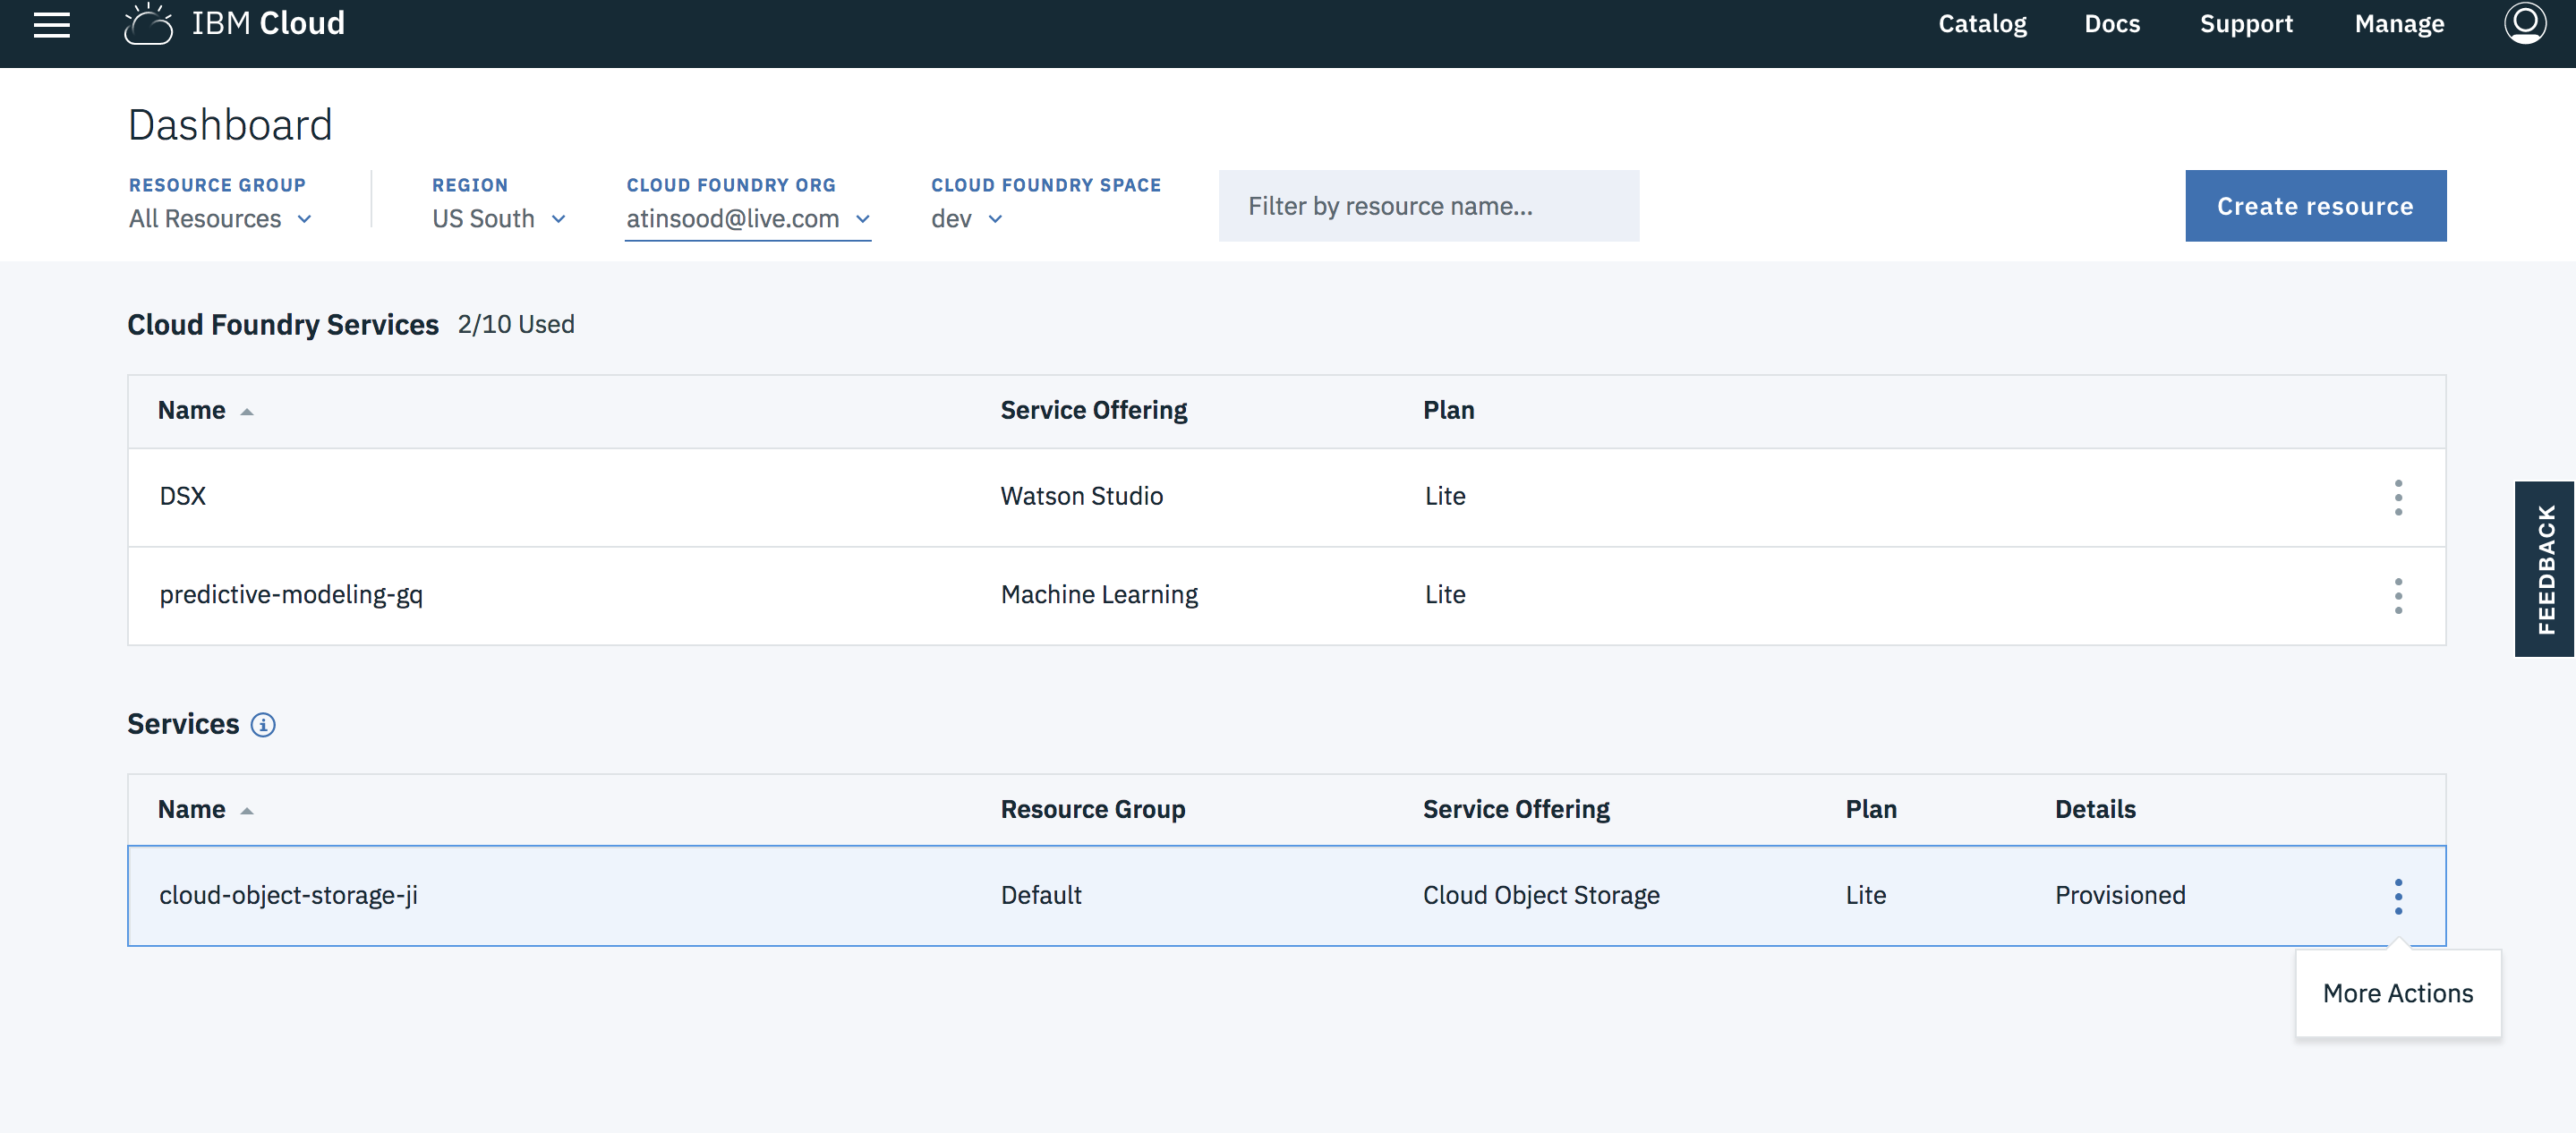 IBM Cloud
Catalog Docs Support Manage
Dashboard
RESOURCE GROUP REGION CLOUD FOUNDRY ORG CLOUD FOUNDRY SPACE
All Resources US South atinsood@live.com dev
Filter by resource name...
Create resource
Cloud Foundry Services 2/10 Used
Name Service Offering Plan
DSX Watson Studio Lite
predictive-modeling-gq Machine Learning Lite
FEEDBACK
Services
Name Resource Group Service Offering Plan Details
cloud-object-storage-ji Default Cloud Object Storage Lite Provisioned
More Actions